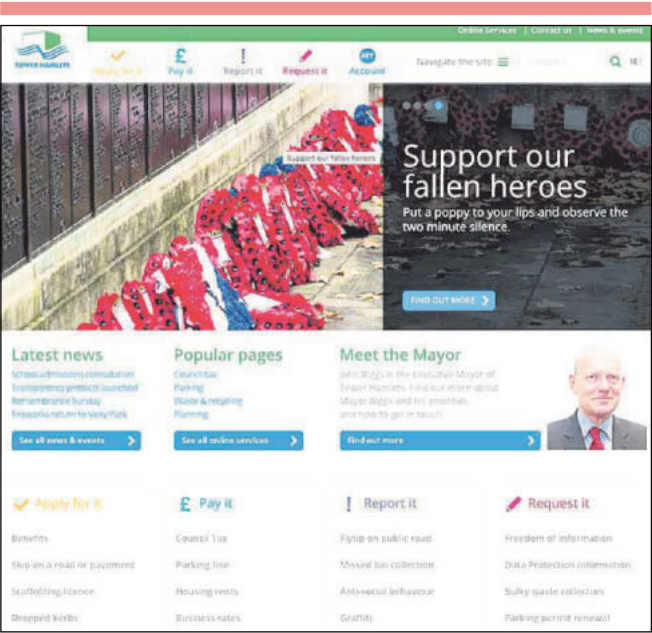 Online Services | Contact us | News & events
TOWER HAMLETS
Apply for it
Pay it
Report it
Request it
Account
Navigate the site
Support our fallen heroes
Support our
fallen heroes
Put a poppy to your lips and observe the
two minute silence.
FIND OUT MORE
Latest news
School admissions consultation
Transparency protocol launched
Remembrance Sunday
Fireworks return to Vicky Park
See all news & events
Popular pages
Council tax
Parking
Waste & recycling
Planning
See all online services
Meet the Mayor
John Biggs is the Executive Mayor of
Tower Hamlets. Find out more about
Mayor Biggs and his priorities,
and how to get in touch.
Find out more
Apply for it
Benefits
Skip on a road or pavement
Scaffolding licence
Dropped kerbs
Pay it
Council Tax
Parking fine
Housing rents
Business rates
Report it
Flytip on public road
Missed bin collection
Anti-social behaviour
Graffiti
Request it
Freedom of information
Data Protection information
Bulky waste collection
Parking permit renewal